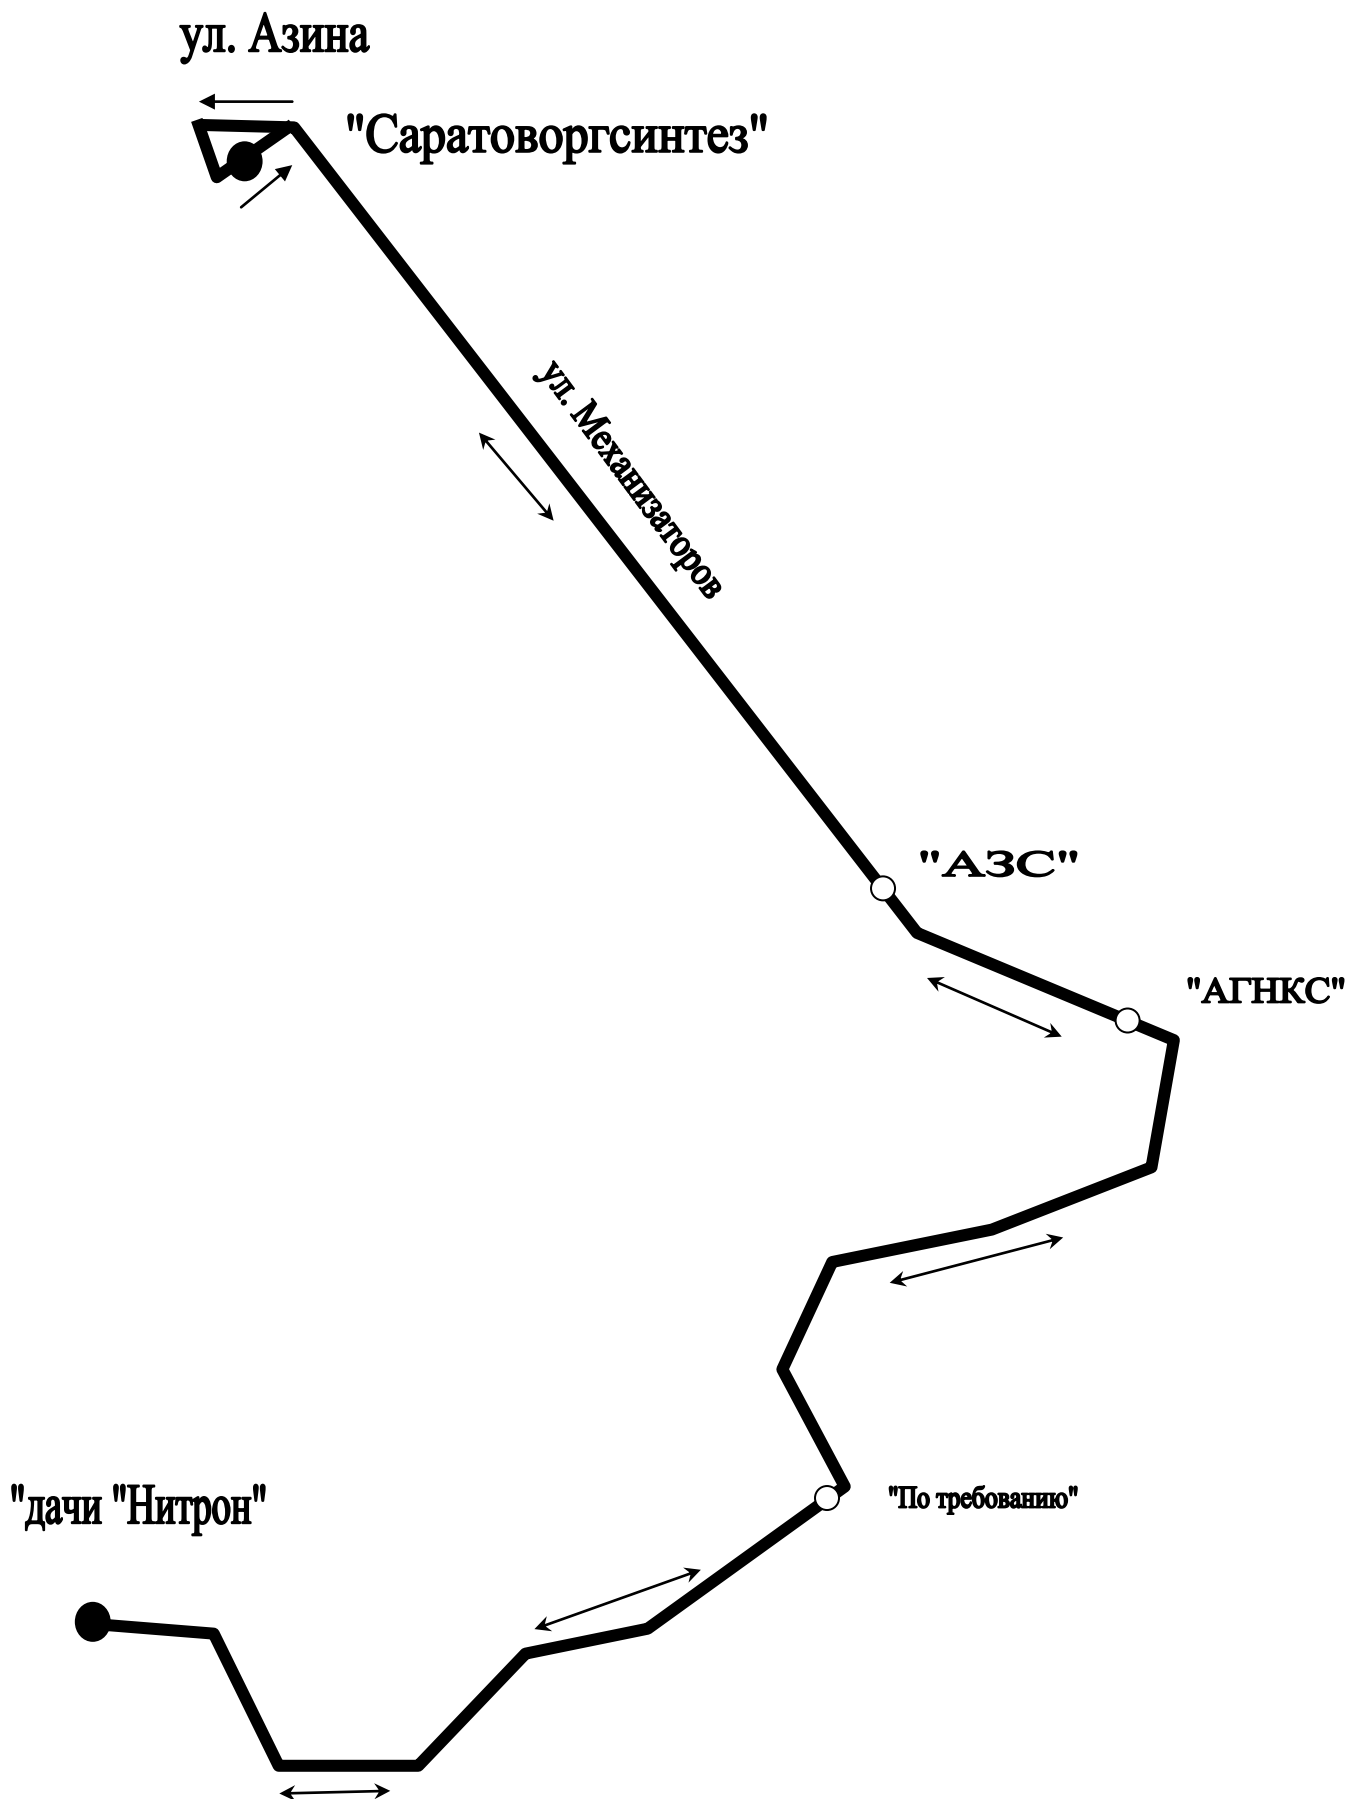 ул. Азина
"Саратоворгсинтез"
ул. Механизаторов
"АЗС"
"АГНКС"
"По требованию"
"дачи "Нитрон"